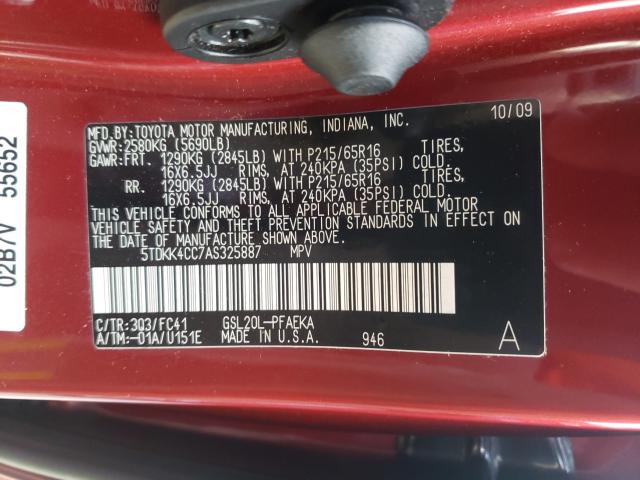 10/09
MFD.BY:TOYOTA MOTOR MANUFACTURING, INDIANA, INC.
GVWR:2580KG (5690LB)
GAWR:FRT. 1290KG (2845LB) WITH P215/65R16 TIRES,
16X6.5JJ RIMS, AT 240KPA (35PSI) COLD.
RR. 1290KG (2845LB) WITH P215/65R16 TIRES,
16X6.5JJ RIMS, AT 240KPA (35PSI) COLD.
THIS VEHICLE CONFORMS TO ALL APPLICABLE FEDERAL MOTOR
VEHICLE SAFETY AND THEFT PREVENTION STANDARDS IN EFFECT ON
THE DATE OF MANUFACTURE SHOWN ABOVE.
5TDKK4CC7AS325887 MPV
C/TR:3Q3/FC41 GSL20L-PFAEKA
A/TM:-01A/U151E MADE IN U.S.A. 946 A
02B7V 55652